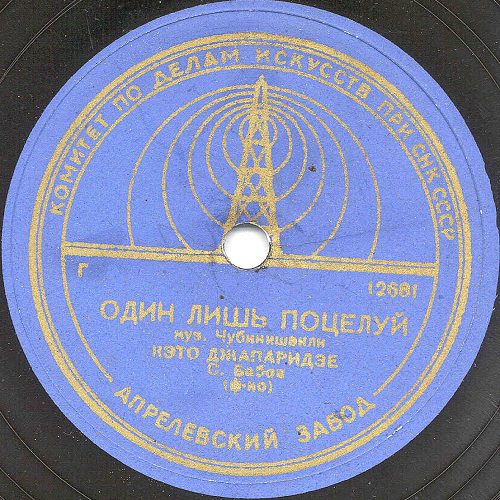 КОМИТЕТ ПО ДЕЛАМ ИСКУССТВ ПРИ СНК СССР
Г
12681
ОДИН ЛИШЬ ПОЦЕЛУЙ
муз. Чубинишвили
КЭТО ДЖАПАРИДЗЕ
С. Бабов
(ф-но)
АПРЕЛЕВСКИЙ ЗАВОД